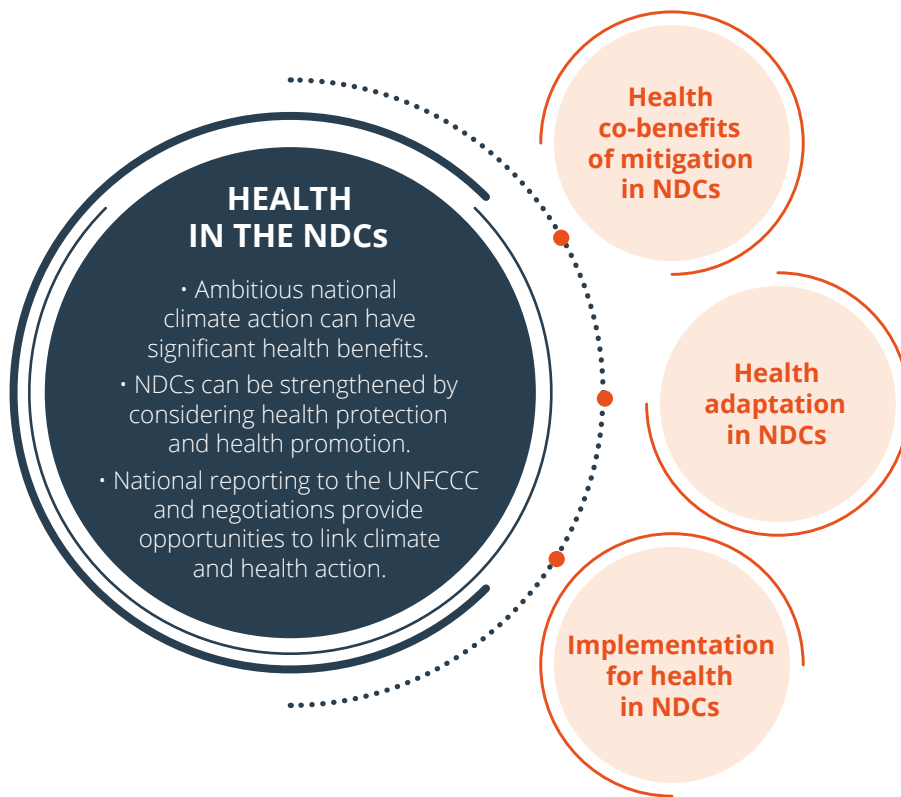 HEALTH
IN THE NDCs
• Ambitious national
climate action can have
significant health benefits.
• NDCs can be strengthened by
considering health protection
and health promotion.
• National reporting to the UNFCCC
and negotiations provide
opportunities to link climate
and health action.
Health
co-benefits
of mitigation
in NDCs
Health
adaptation
in NDCs
Implementation
for health
in NDCs